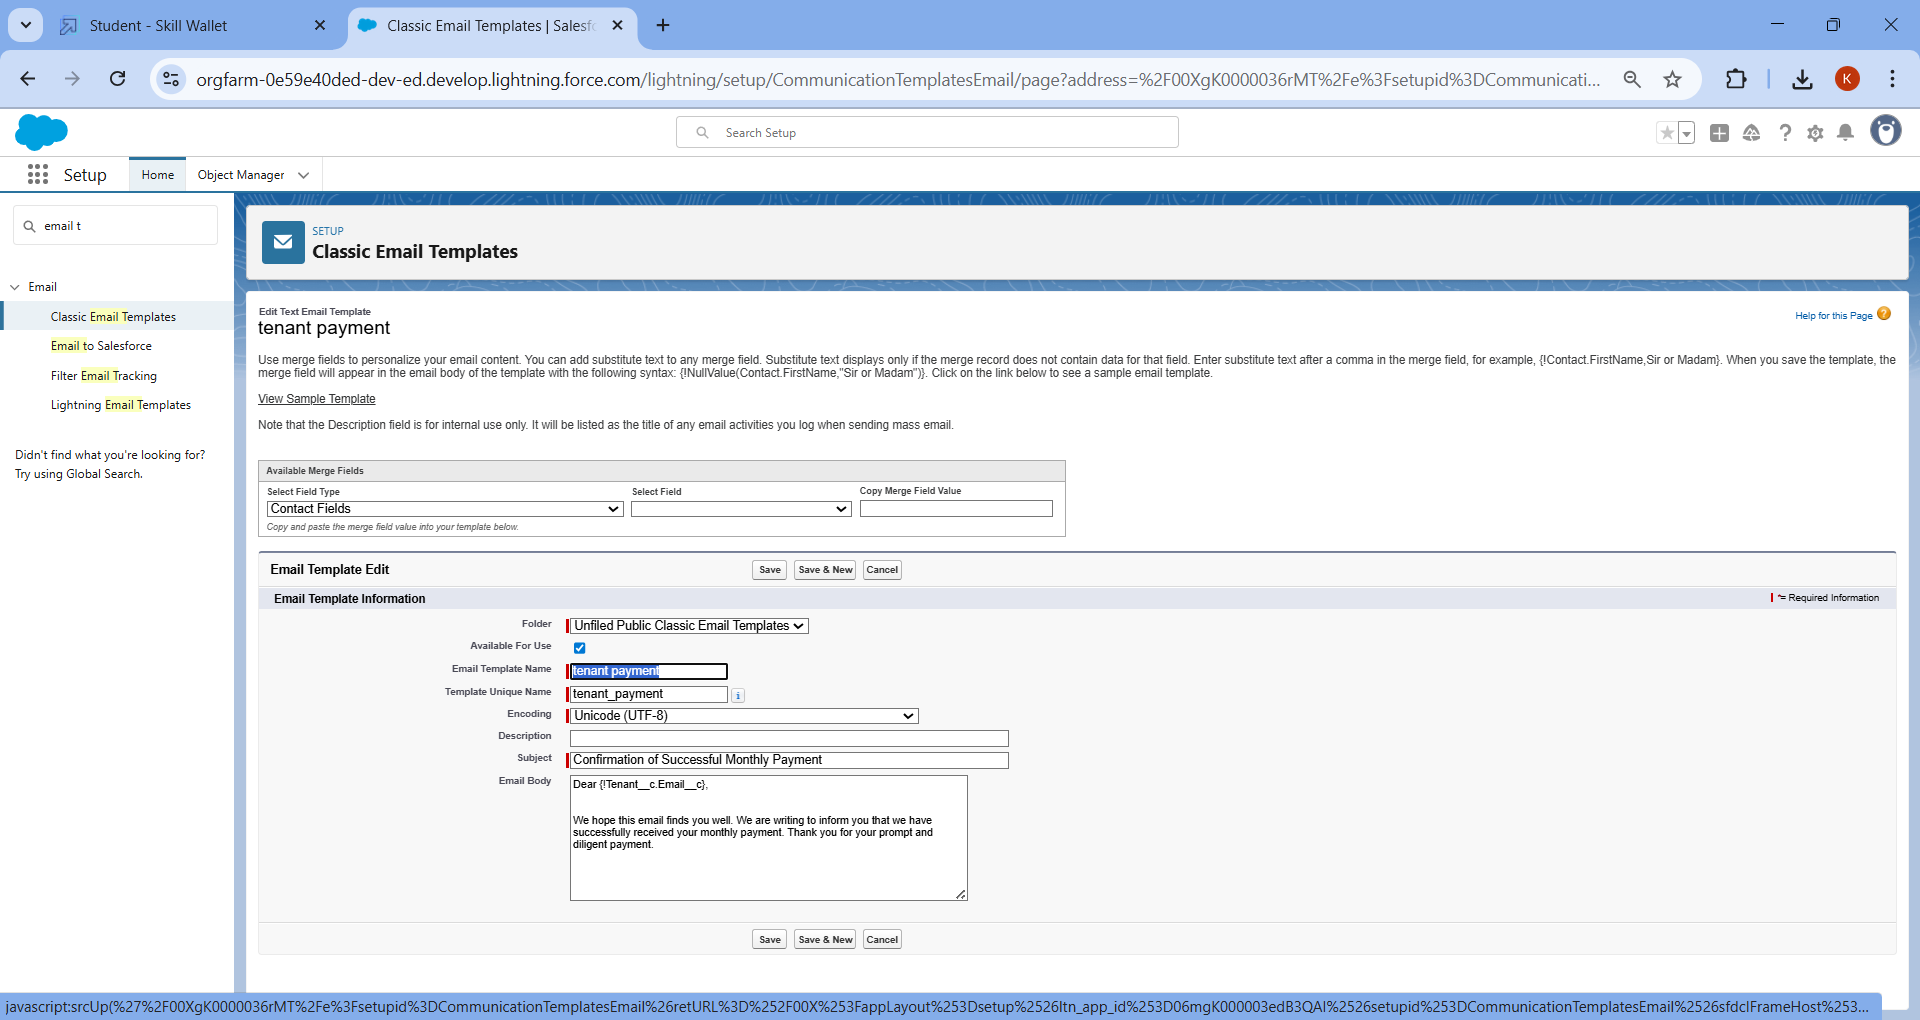 Student - Skill Wallet
Classic Email Templates | Salesfo
orgfarm-0e59e40ded-dev-ed.develop.lightning.force.com/lightning/setup/CommunicationTemplatesEmail/page?address=%2F00XgK0000036rMT%2Fe%3Fsetupid%3DCommunicati...
K
Search Setup
Setup
Home
Object Manager
email t
SETUP
Classic Email Templates
Email
Classic Email Templates
Email to Salesforce
Filter Email Tracking
Lightning Email Templates
Didn't find what you're looking for?
Try using Global Search.
Edit Text Email Template
tenant payment
Help for this Page
Use merge fields to personalize your email content. You can add substitute text to any merge field. Substitute text displays only if the merge record does not contain data for that field. Enter substitute text after a comma in the merge field, for example, {!Contact.FirstName,Sir or Madam}. When you save the template, the
merge field will appear in the email body of the template with the following syntax: {!NullValue(Contact.FirstName,"Sir or Madam")}. Click on the link below to see a sample email template.
View Sample Template
Note that the Description field is for internal use only. It will be listed as the title of any email activities you log when sending mass email.
Available Merge Fields
Select Field Type
Select Field
Copy Merge Field Value
Contact Fields
Copy and paste the merge field value into your template below.
Email Template Edit
Save
Save & New
Cancel
Email Template Information
= Required Information
Folder
Unfiled Public Classic Email Templates
Available For Use
Email Template Name
tenant payment
Template Unique Name
tenant_payment
i
Encoding
Unicode (UTF-8)
Description
Subject
Confirmation of Successful Monthly Payment
Email Body
Dear {!Tenant__c.Email__c},
We hope this email finds you well. We are writing to inform you that we have
successfully received your monthly payment. Thank you for your prompt and
diligent payment.
Save
Save & New
Cancel
javascript:srcUp(%27%2F00XgK0000036rMT%2Fe%3Fsetupid%3DCommunicationTemplatesEmail%26retURL%3D%252F00X%253FappLayout%253Dsetup%2526ltn_app_id%253D06mgK000003edB3QAI%2526setupid%253DCommunicationTemplatesEmail%2526sfdcIFrameHost%253...